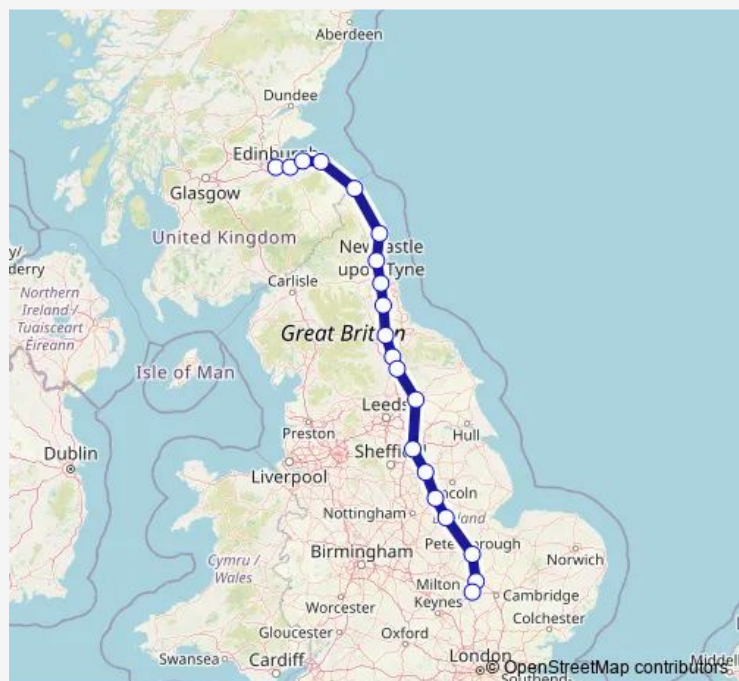 Aberdeen
Dundee
Edinburgh
Glasgow
United Kingdom
Newcastle
upon Tyne
Carlisle
Northern
Ireland /
Tuaisceart
Éireann
Great Britain
Isle of Man
Leeds
Preston
Hull
Dublin
Sheffield
Liverpool
Lincoln
Nottingham
Peterborough
Norwich
Birmingham
Cymru /
Wales
Milton
Keynes
Cambridge
Worcester
Colchester
Gloucester
Oxford
Swansea
Cardiff
London
© OpenStreetMap contributors